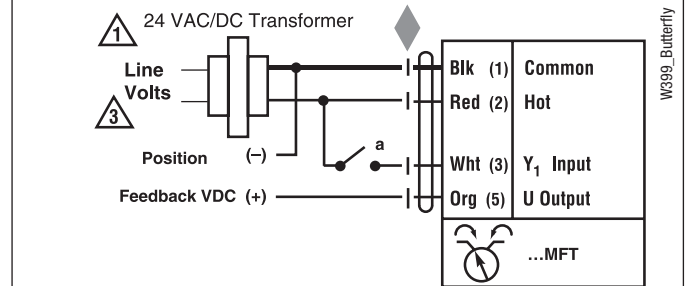 1 24 VAC/DC Transformer
Line
Volts
3
Position (–)
a
Feedback VDC (+)
Blk (1) Common
Red (2) Hot
Wht (3) Y₁ Input
Org (5) U Output
...MFT
W399_Butterfly